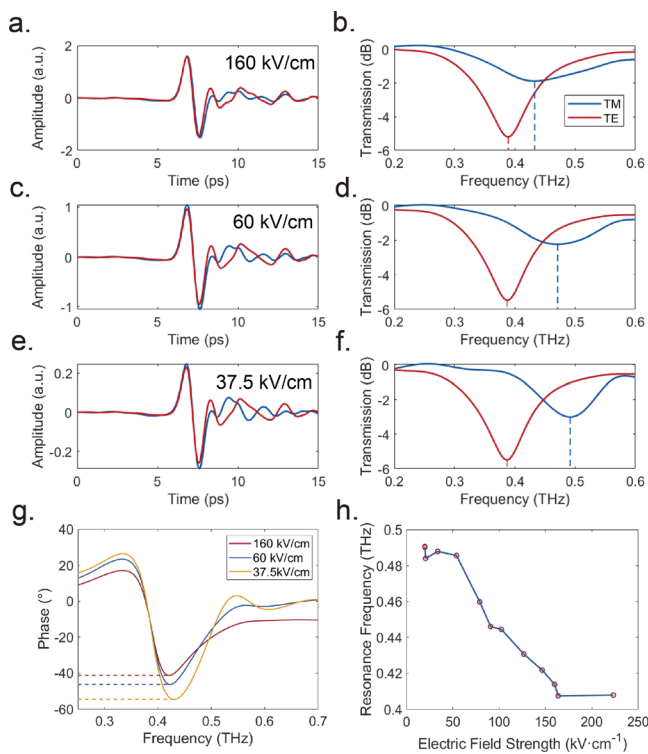 a.
160 kV/cm
Amplitude (a.u.)
2
0
-2
0
5
10
15
Time (ps)
b.
Transmission (dB)
0
-2
-4
-6
TM
TE
0.2
0.3
0.4
0.5
0.6
Frequency (THz)
c.
60 kV/cm
Amplitude (a.u.)
1
0
-1
0
5
10
15
Time (ps)
d.
Transmission (dB)
0
-2
-4
-6
0.2
0.3
0.4
0.5
0.6
Frequency (THz)
e.
37.5 kV/cm
Amplitude (a.u.)
0.2
0
-0.2
0
5
10
15
Time (ps)
f.
Transmission (dB)
0
-2
-4
-6
0.2
0.3
0.4
0.5
0.6
Frequency (THz)
g.
Phase (°)
40
20
0
-20
-40
-60
160 kV/cm
60 kV/cm
37.5kV/cm
0.3
0.4
0.5
0.6
0.7
Frequency (THz)
h.
Resonance Frequency (THz)
0.5
0.48
0.46
0.44
0.42
0.4
0
50
100
150
200
250
Electric Field Strength (kV·cm⁻¹)